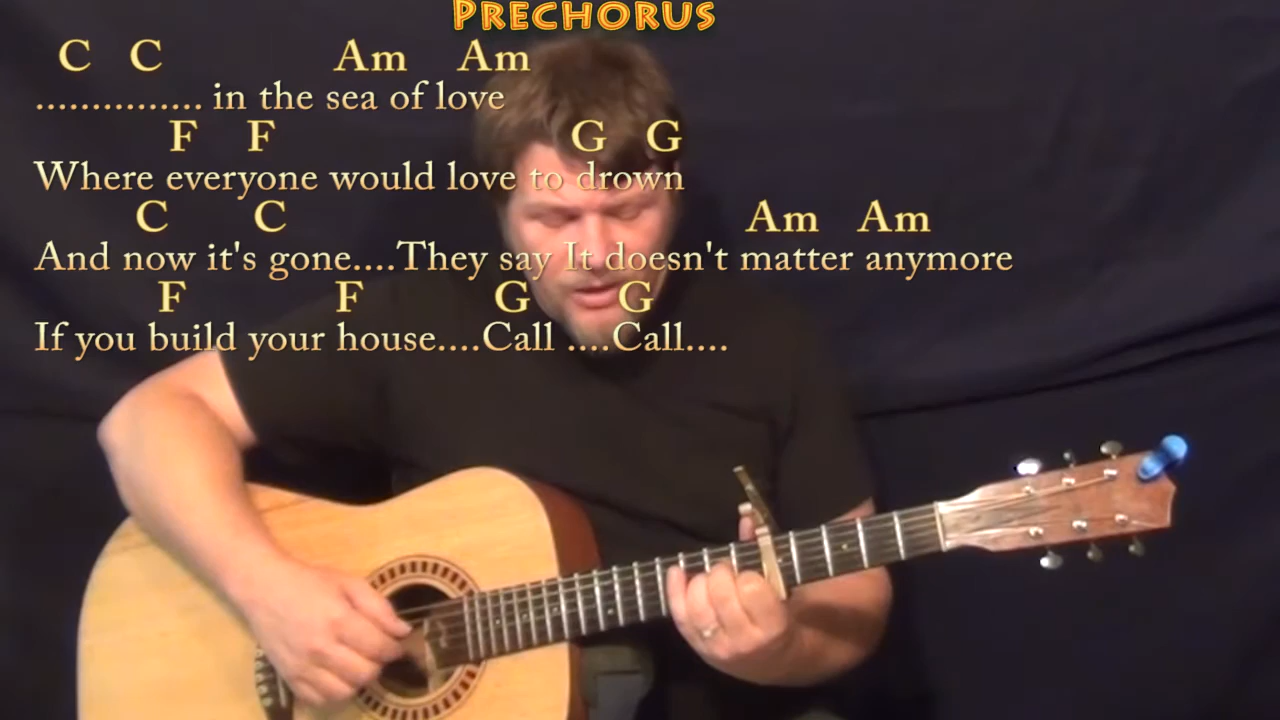 PRECHORUS
C C Am Am
............... in the sea of love
F F G G
Where everyone would love to drown
C C Am Am
And now it's gone....They say It doesn't matter anymore
F F G G
If you build your house....Call ....Call....